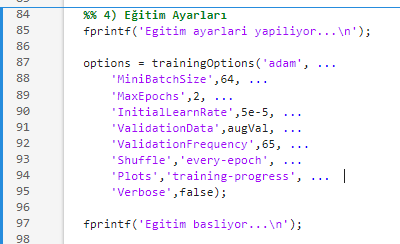 84 %% 4) Eğitim Ayarları
85 fprintf('Egitim ayarlari yapiliyor...\n');
86
87 options = trainingOptions('adam', ...
88 'MiniBatchSize',64, ...
89 'MaxEpochs',2, ...
90 'InitialLearnRate',5e-5, ...
91 'ValidationData',augVal, ...
92 'ValidationFrequency',65, ...
93 'Shuffle','every-epoch', ...
94 'Plots','training-progress', ...
95 'Verbose',false);
96
97 fprintf('Egitim basliyor...\n');
98